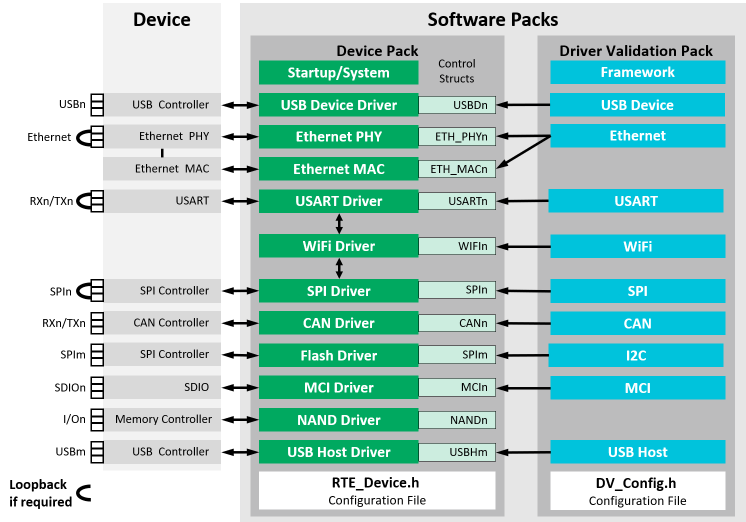 Device
Software Packs
Device Pack
Driver Validation Pack
Startup/System
Control
Structs
Framework
USBn
USB Controller
USB Device Driver
USBDn
USB Device
Ethernet
Ethernet PHY
Ethernet PHY
ETH_PHYn
Ethernet
Ethernet MAC
Ethernet MAC
ETH_MACn
RXn/TXn
USART
USART Driver
USARTn
USART
WiFi Driver
WIFIn
WiFi
SPIn
SPI Controller
SPI Driver
SPIn
SPI
RXn/TXn
CAN Controller
CAN Driver
CANn
CAN
SPIm
SPI Controller
Flash Driver
SPIm
I2C
SDIOn
SDIO
MCI Driver
MCIn
MCI
I/On
Memory Controller
NAND Driver
NANDn
USBm
USB Controller
USB Host Driver
USBHm
USB Host
Loopback
if required
RTE_Device.h
Configuration File
DV_Config.h
Configuration File